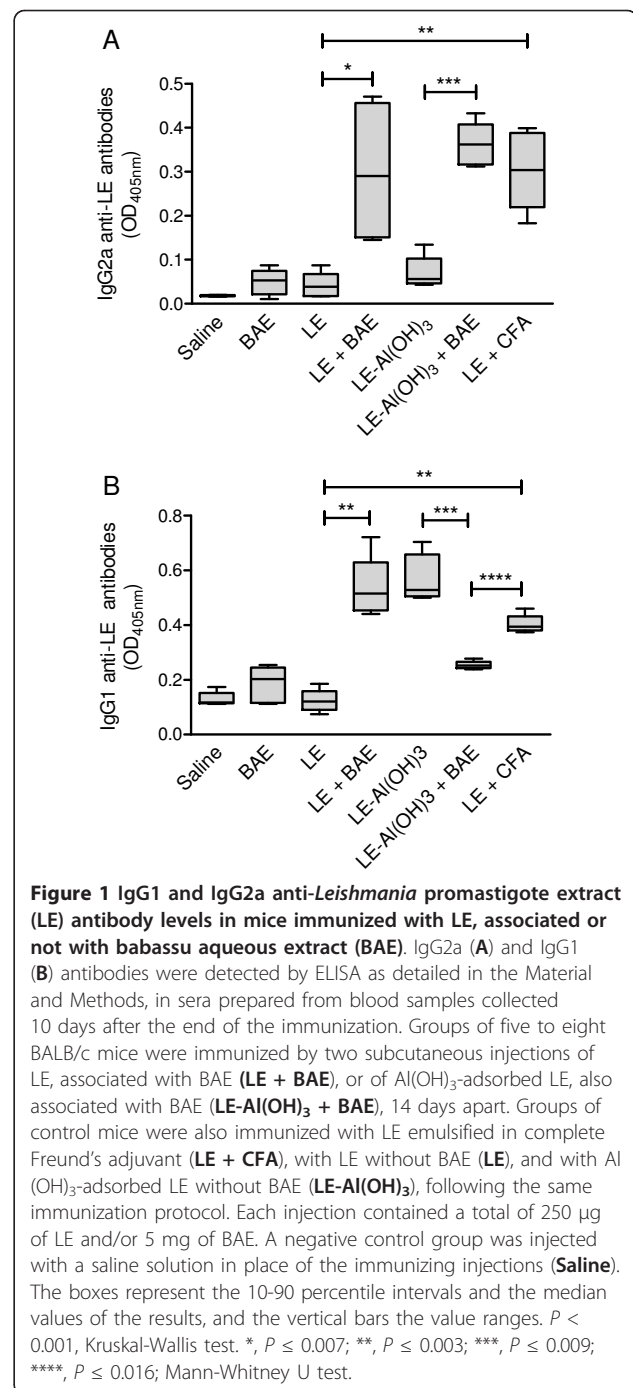 A
**
*
***
0.5
0.4
0.3
0.2
0.1
0.0
IgG2a anti-LE antibodies
(OD405nm)
Saline
BAE
LE
LE + BAE
LE-Al(OH)3
LE-Al(OH)3 + BAE
LE + CFA
B
**
**
***
****
0.8
0.6
0.4
0.2
0.0
IgG1 anti-LE antibodies
(OD405nm)
Saline
BAE
LE
LE + BAE
LE-Al(OH)3
LE-Al(OH)3 + BAE
LE + CFA
Figure 1 IgG1 and IgG2a anti-Leishmania promastigote extract
(LE) antibody levels in mice immunized with LE, associated or
not with babassu aqueous extract (BAE). IgG2a (A) and IgG1
(B) antibodies were detected by ELISA as detailed in the Material
and Methods, in sera prepared from blood samples collected
10 days after the end of the immunization. Groups of five to eight
BALB/c mice were immunized by two subcutaneous injections of
LE, associated with BAE (LE + BAE), or of Al(OH)3-adsorbed LE, also
associated with BAE (LE-Al(OH)3 + BAE), 14 days apart. Groups of
control mice were also immunized with LE emulsified in complete
Freund's adjuvant (LE + CFA), with LE without BAE (LE), and with Al
(OH)3-adsorbed LE without BAE (LE-Al(OH)3), following the same
immunization protocol. Each injection contained a total of 250 μg
of LE and/or 5 mg of BAE. A negative control group was injected
with a saline solution in place of the immunizing injections (Saline).
The boxes represent the 10-90 percentile intervals and the median
values of the results, and the vertical bars the value ranges. P <
0.001, Kruskal-Wallis test. *, P ≤ 0.007; **, P ≤ 0.003; ***, P ≤ 0.009;
****, P ≤ 0.016; Mann-Whitney U test.